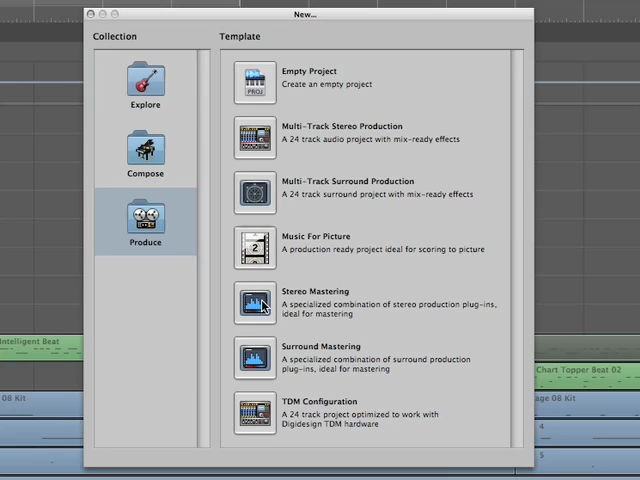 New...
Collection
Template
Explore
Compose
Produce
Empty Project
Create an empty project
PROJ
Multi-Track Stereo Production
A 24 track audio project with mix-ready effects
Multi-Track Surround Production
A 24 track surround project with mix-ready effects
Music For Picture
A production ready project ideal for scoring to picture
2
Stereo Mastering
A specialized combination of stereo production plug-ins,
ideal for mastering
Surround Mastering
A specialized combination of surround production
plug-ins, ideal for mastering
TDM Configuration
A 24 track project optimized to work with
Digidesign TDM hardware
Intelligent Beat
08 Kit
Chart Topper Beat 02
age 08 Kit
4
5